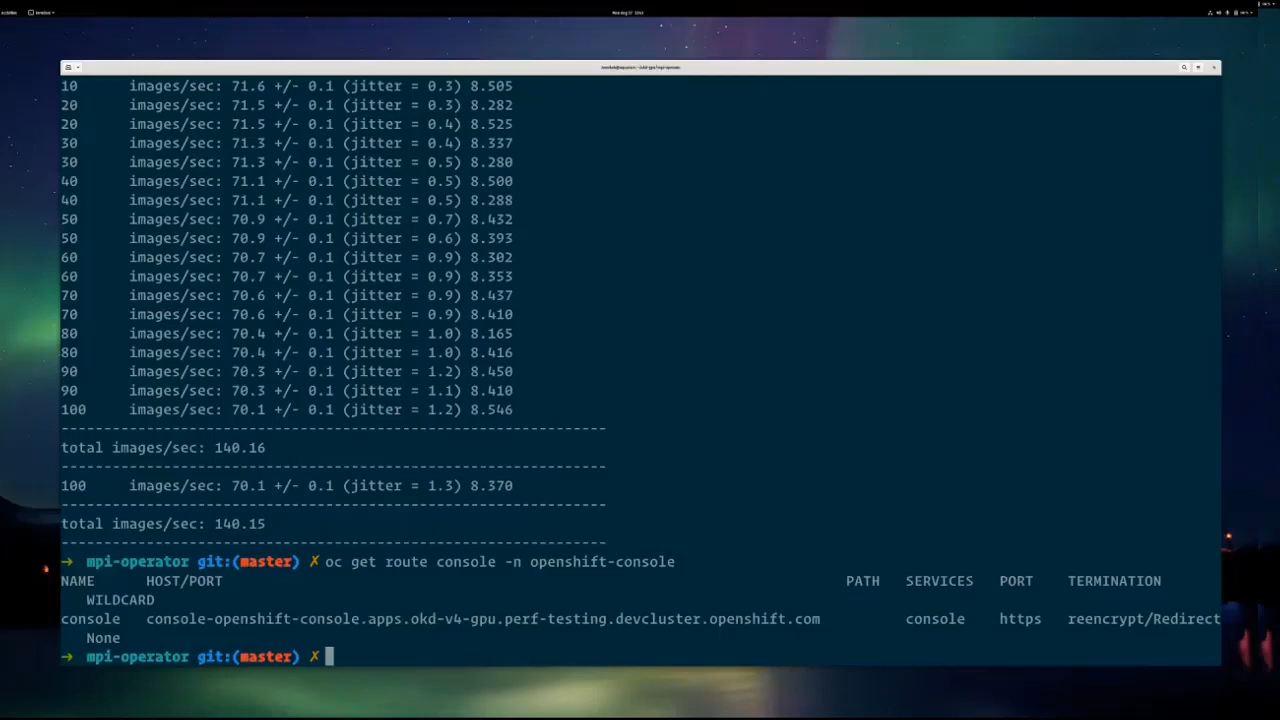 10      images/sec: 71.6 +/- 0.1 (jitter = 0.3) 8.505
20      images/sec: 71.5 +/- 0.1 (jitter = 0.3) 8.282
20      images/sec: 71.5 +/- 0.1 (jitter = 0.4) 8.525
30      images/sec: 71.3 +/- 0.1 (jitter = 0.4) 8.337
30      images/sec: 71.3 +/- 0.1 (jitter = 0.5) 8.280
40      images/sec: 71.1 +/- 0.1 (jitter = 0.5) 8.500
40      images/sec: 71.1 +/- 0.1 (jitter = 0.5) 8.288
50      images/sec: 70.9 +/- 0.1 (jitter = 0.7) 8.432
50      images/sec: 70.9 +/- 0.1 (jitter = 0.6) 8.393
60      images/sec: 70.7 +/- 0.1 (jitter = 0.9) 8.302
60      images/sec: 70.7 +/- 0.1 (jitter = 0.9) 8.353
70      images/sec: 70.6 +/- 0.1 (jitter = 0.9) 8.437
70      images/sec: 70.6 +/- 0.1 (jitter = 0.9) 8.410
80      images/sec: 70.4 +/- 0.1 (jitter = 1.0) 8.165
80      images/sec: 70.4 +/- 0.1 (jitter = 1.0) 8.416
90      images/sec: 70.3 +/- 0.1 (jitter = 1.2) 8.450
90      images/sec: 70.3 +/- 0.1 (jitter = 1.1) 8.410
100     images/sec: 70.1 +/- 0.1 (jitter = 1.2) 8.546
----------------------------------------------------------------
total images/sec: 140.16
----------------------------------------------------------------
100     images/sec: 70.1 +/- 0.1 (jitter = 1.3) 8.370
----------------------------------------------------------------
total images/sec: 140.15
----------------------------------------------------------------
→ mpi-operator git:(master) ✗ oc get route console -n openshift-console
NAME      HOST/PORT      PATH   SERVICES   PORT    TERMINATION
WILDCARD
console   console-openshift-console.apps.okd-v4-gpu.perf-testing.devcluster.openshift.com   console   https   reencrypt/Redirect
None
→ mpi-operator git:(master) ✗